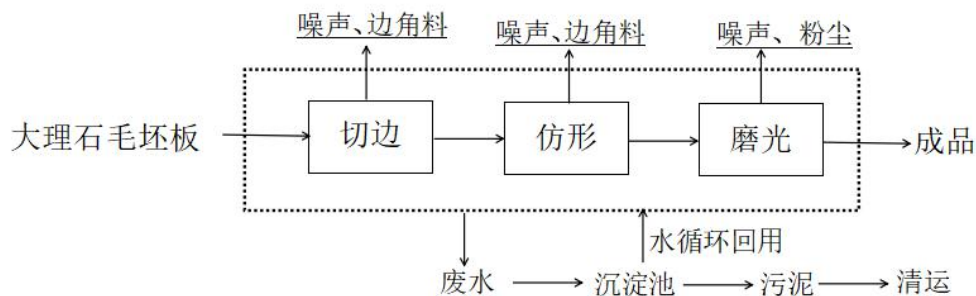 噪声、边角料
噪声、边角料
噪声、粉尘
大理石毛坯板
切边
仿形
磨光
成品
水循环回用
废水
沉淀池
污泥
清运